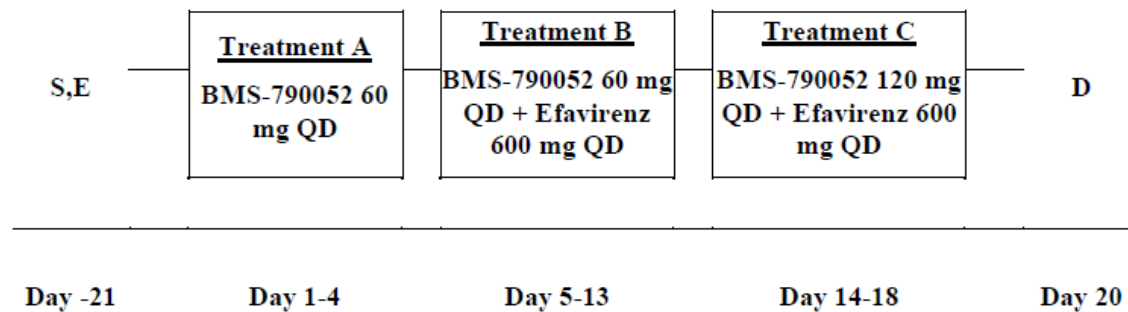 S,E
Treatment A
BMS-790052 60
mg QD
Treatment B
BMS-790052 60 mg
QD + Efavirenz
600 mg QD
Treatment C
BMS-790052 120 mg
QD + Efavirenz 600
mg QD
D
Day -21
Day 1-4
Day 5-13
Day 14-18
Day 20